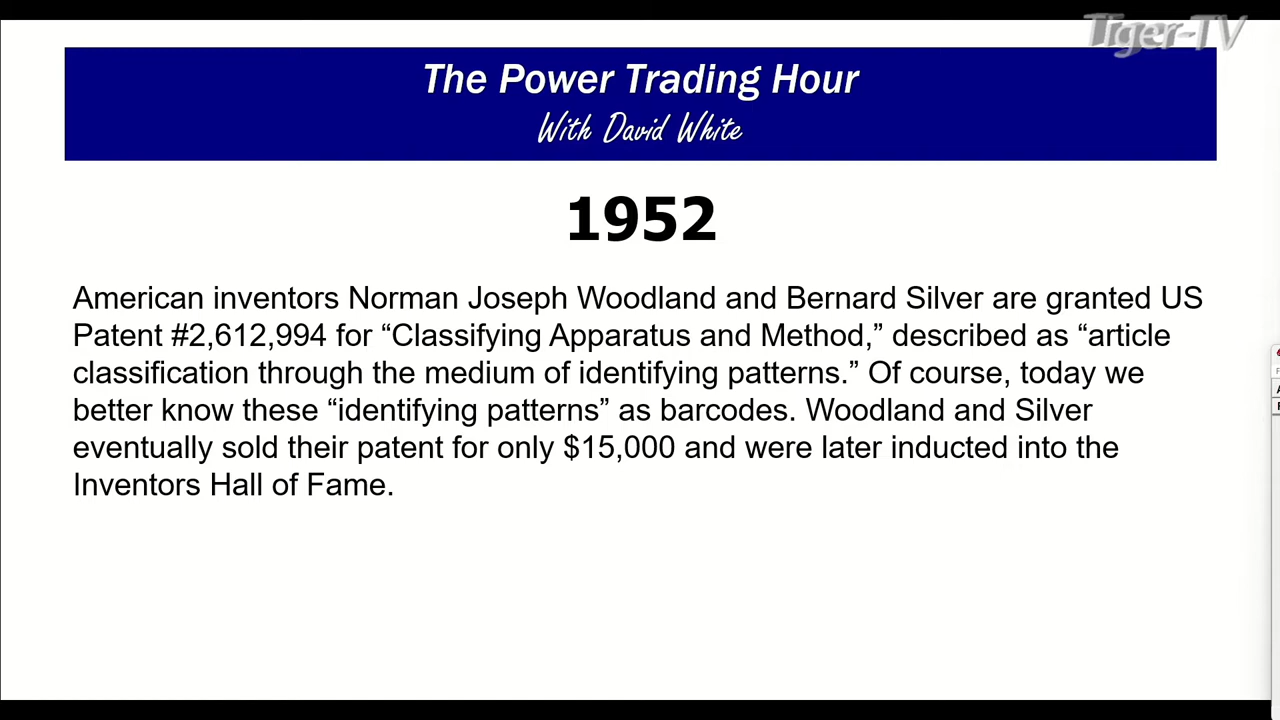 Tiger-TV
The Power Trading Hour
With David White
1952
American inventors Norman Joseph Woodland and Bernard Silver are granted US
Patent #2,612,994 for “Classifying Apparatus and Method,” described as “article
classification through the medium of identifying patterns.” Of course, today we
better know these “identifying patterns” as barcodes. Woodland and Silver
eventually sold their patent for only $15,000 and were later inducted into the
Inventors Hall of Fame.